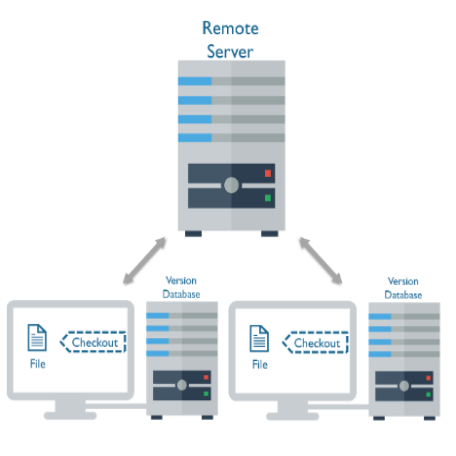 Remote
Server
Version
Database
Checkout
File
Version
Database
Checkout
File